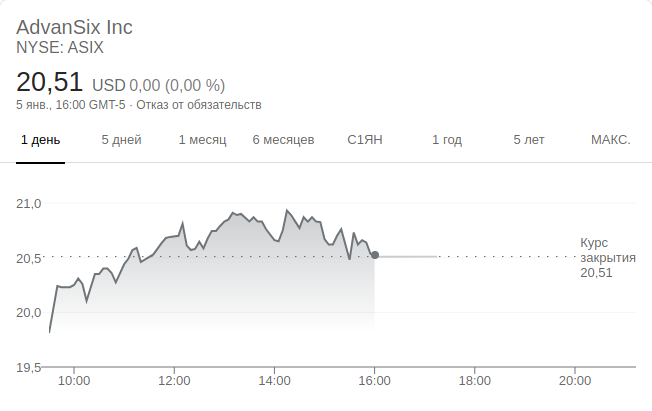 AdvanSix Inc
NYSE: ASIX
20,51 USD 0,00 (0,00 %)
5 янв., 16:00 GMT-5 · Отказ от обязательств
1 день 5 дней 1 месяц 6 месяцев С1ЯН 1 год 5 лет МАКС.
21,0
20,5
20,0
19,5
Курс
закрытия
20,51
10:00 12:00 14:00 16:00 18:00 20:00